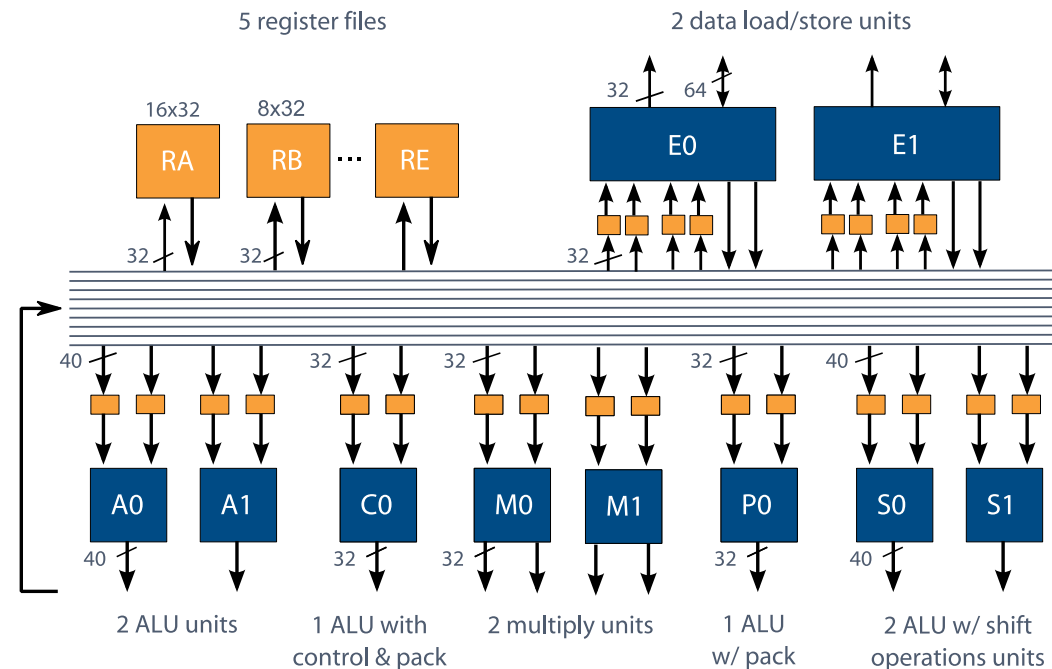 5 register files
2 data load/store units
32
64
16x32
8x32
RA
RB
...
RE
E0
E1
32
32
32
40
32
32
32
40
A0
A1
C0
M0
M1
P0
S0
S1
40
32
32
32
40
2 ALU units
1 ALU with
control & pack
2 multiply units
1 ALU
w/ pack
2 ALU w/ shift
operations units